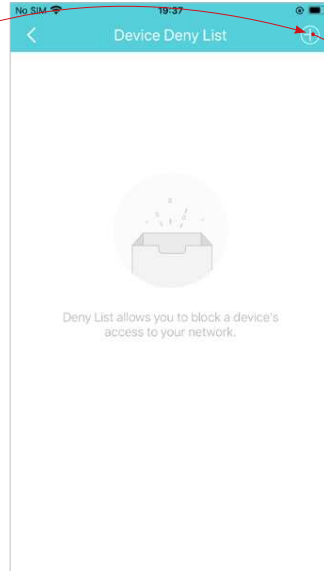 No SIM 19:37
Device Deny List
Deny List allows you to block a device's
access to your network.